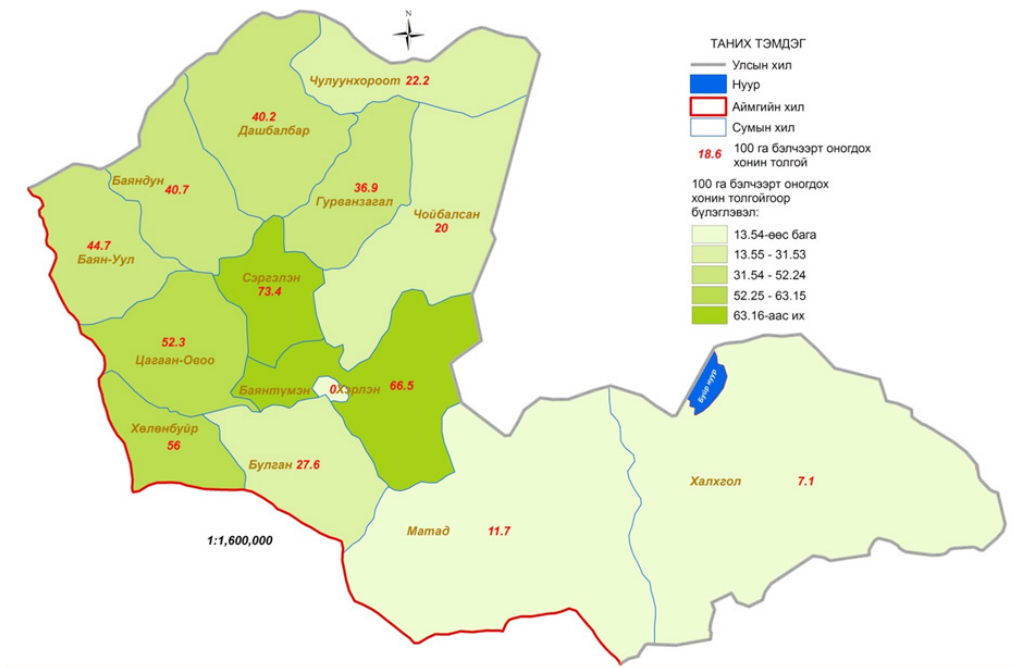 N
Чулуунхороот 22.2
40.2
Дашбалбар
Баяндун
40.7
36.9
Гурванзагал
Чойбалсан
20
44.7
Баян-Уул
Сэргэлэн
73.4
52.3
Цагаан-Овоо
Баянтүмэн
0
Хэрлэн
66.5
Хөлөнбуйр
56
Булган 27.6
Матад
11.7
Халхгол
7.1
Буйр нуур
1:1,600,000
ТАНИХ ТЭМДЭГ
Улсын хил
Нуур
Аймгийн хил
Сумын хил
18.6
100 га бэлчээрт оногдох
хонин толгой
100 га бэлчээрт оногдох
хонин толгойгоор
бүлэглэвэл:
13.54-өөс бага
13.55 - 31.53
31.54 - 52.24
52.25 - 63.15
63.16-аас их